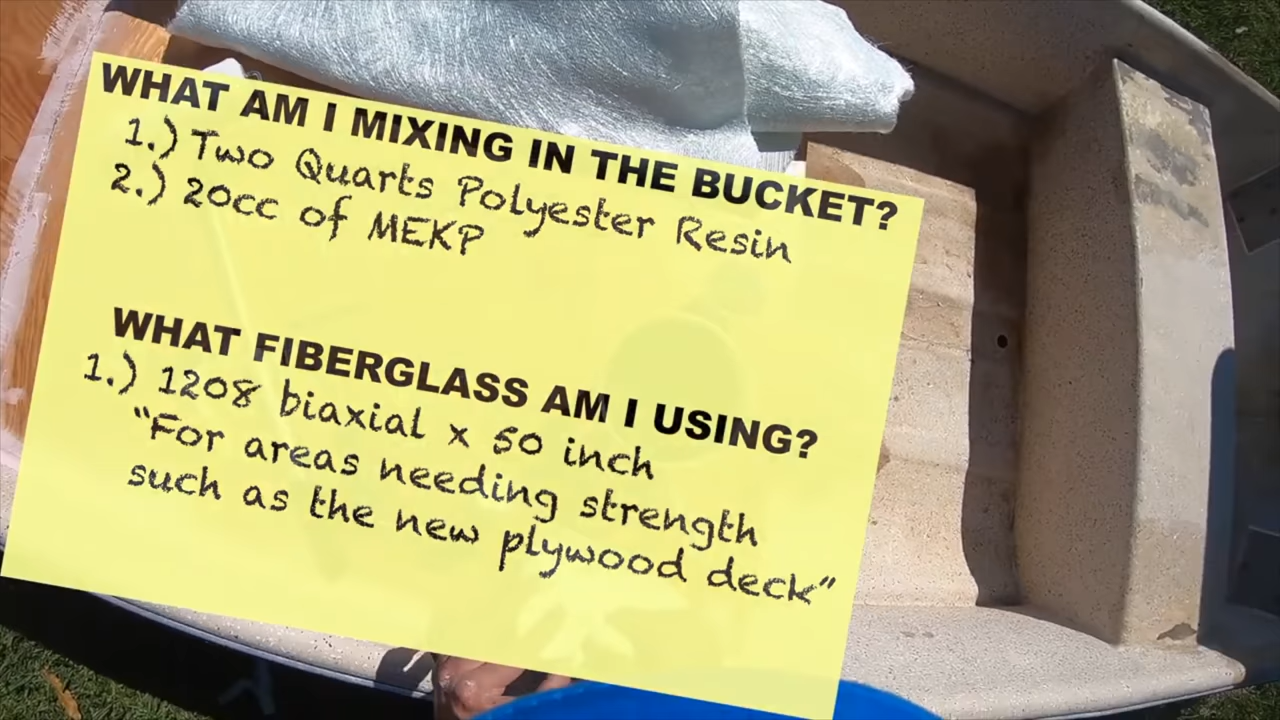 WHAT AM I MIXING IN THE BUCKET?
1.) Two Quarts Polyester Resin
2.) 20cc of MEKP
WHAT FIBERGLASS AM I USING?
1.) 1208 biaxial x 50 inch
"For areas needing strength
such as the new plywood deck"